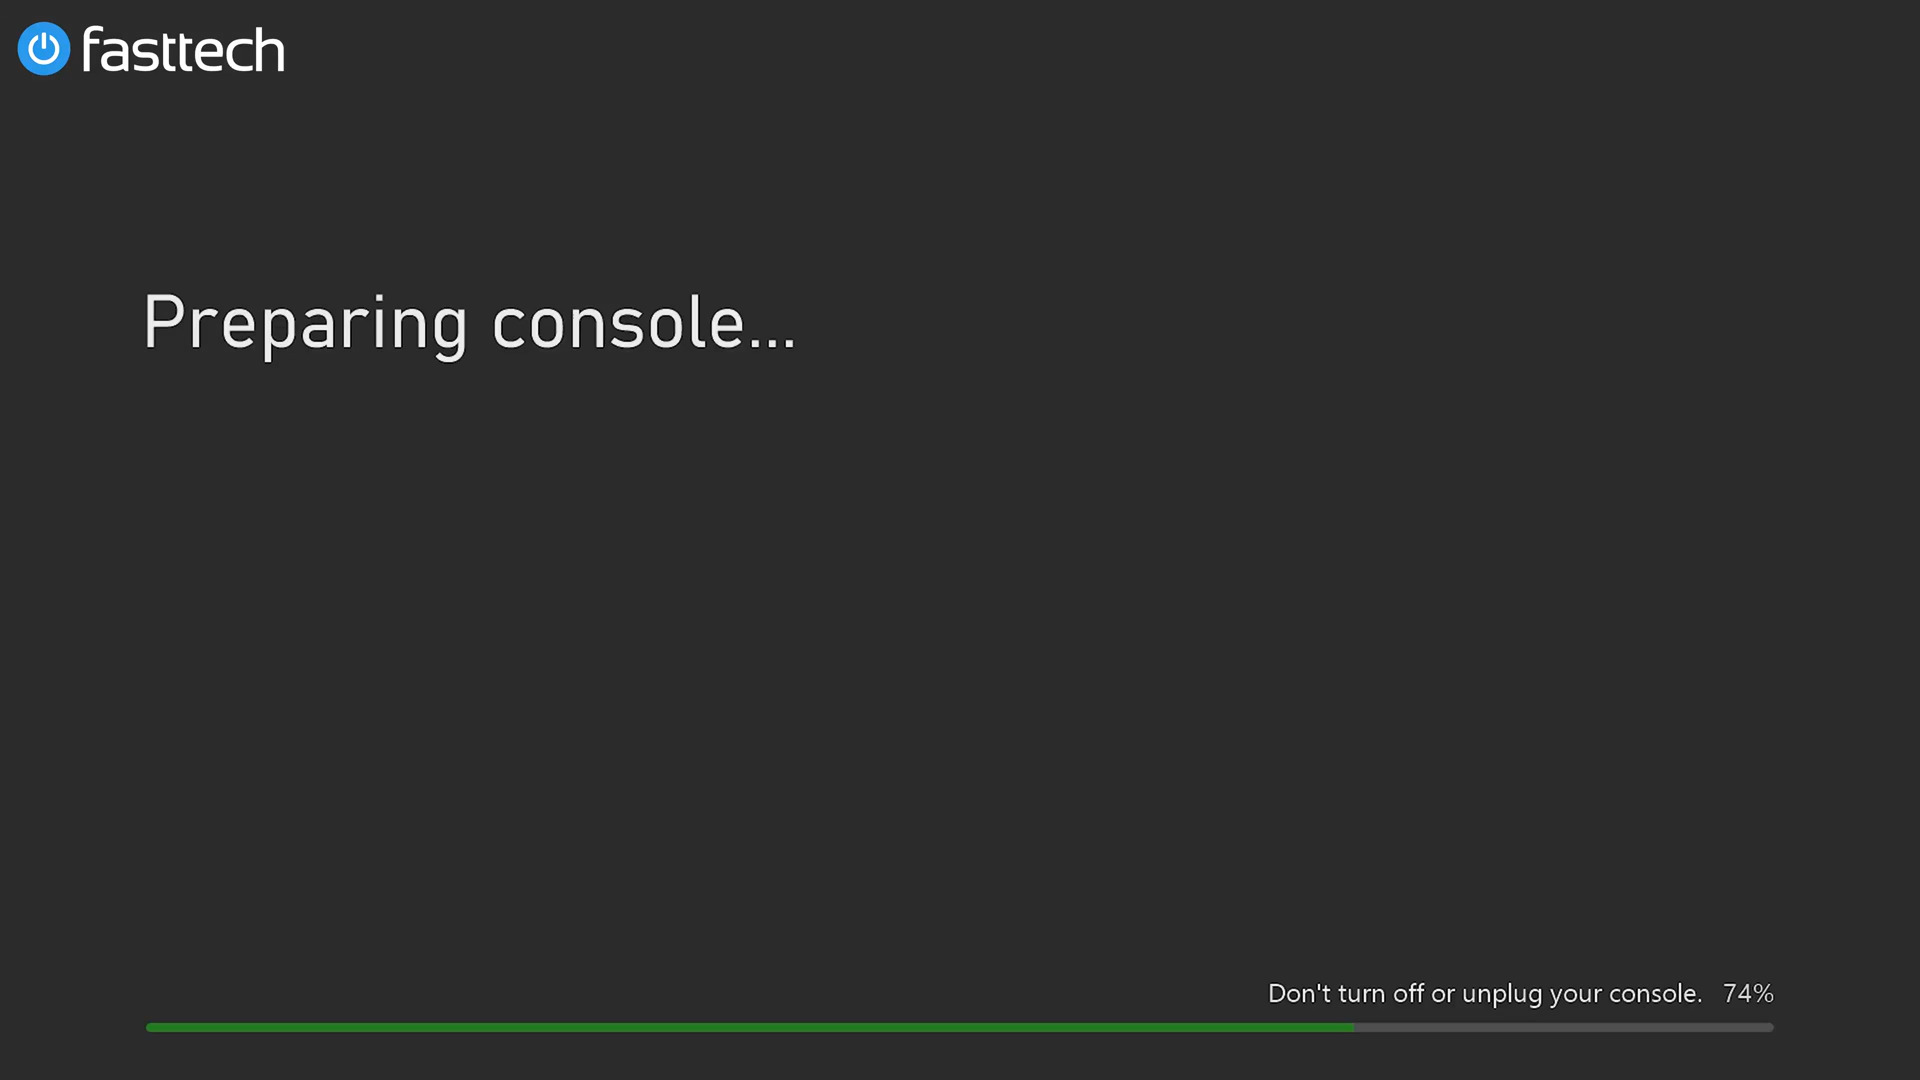 fasttech
Preparing console...
Don't turn off or unplug your console. 74%